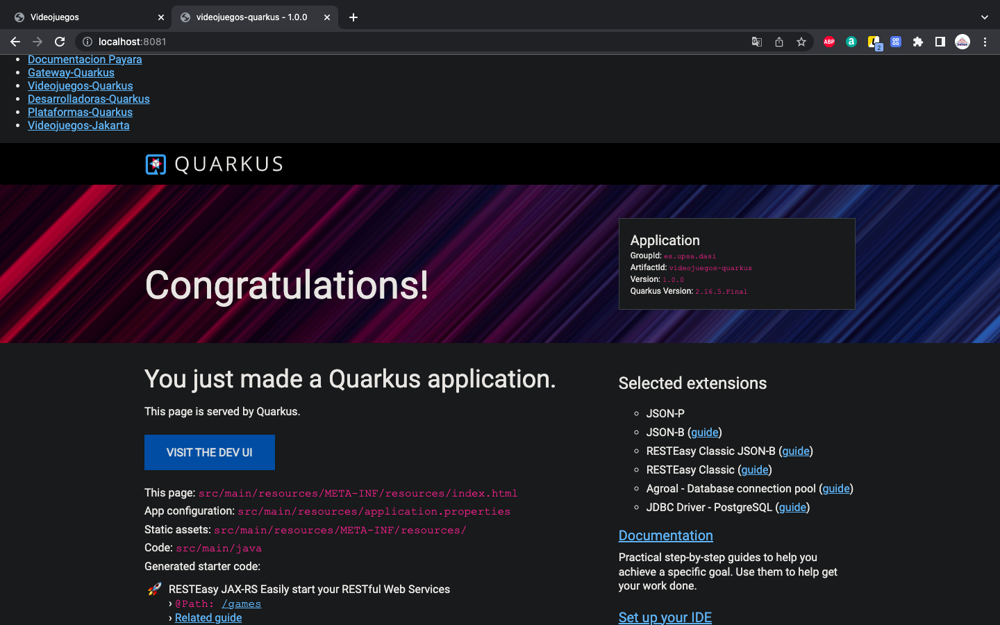 Videojuegos
videojuegos-quarkus - 1.0.0
localhost:8081
ABP
a
L
2
Documentacion Payara
Gateway-Quarkus
Videojuegos-Quarkus
Desarrolladoras-Quarkus
Plataformas-Quarkus
Videojuegos-Jakarta
QUARKUS
Congratulations!
Application
GroupId: es.upsa.dasi
ArtifactId: videojuegos-quarkus
Version: 1.0.0
Quarkus Version: 2.16.5.Final
You just made a Quarkus application.
This page is served by Quarkus.
VISIT THE DEV UI
This page: src/main/resources/META-INF/resources/index.html
App configuration: src/main/resources/application.properties
Static assets: src/main/resources/META-INF/resources/
Code: src/main/java
Generated starter code:
🚀 RESTEasy JAX-RS Easily start your RESTful Web Services
› @Path: /games
› Related guide
Selected extensions
JSON-P
JSON-B (guide)
RESTEasy Classic JSON-B (guide)
RESTEasy Classic (guide)
Agroal - Database connection pool (guide)
JDBC Driver - PostgreSQL (guide)
Documentation
Practical step-by-step guides to help you
achieve a specific goal. Use them to help get
your work done.
Set up your IDE